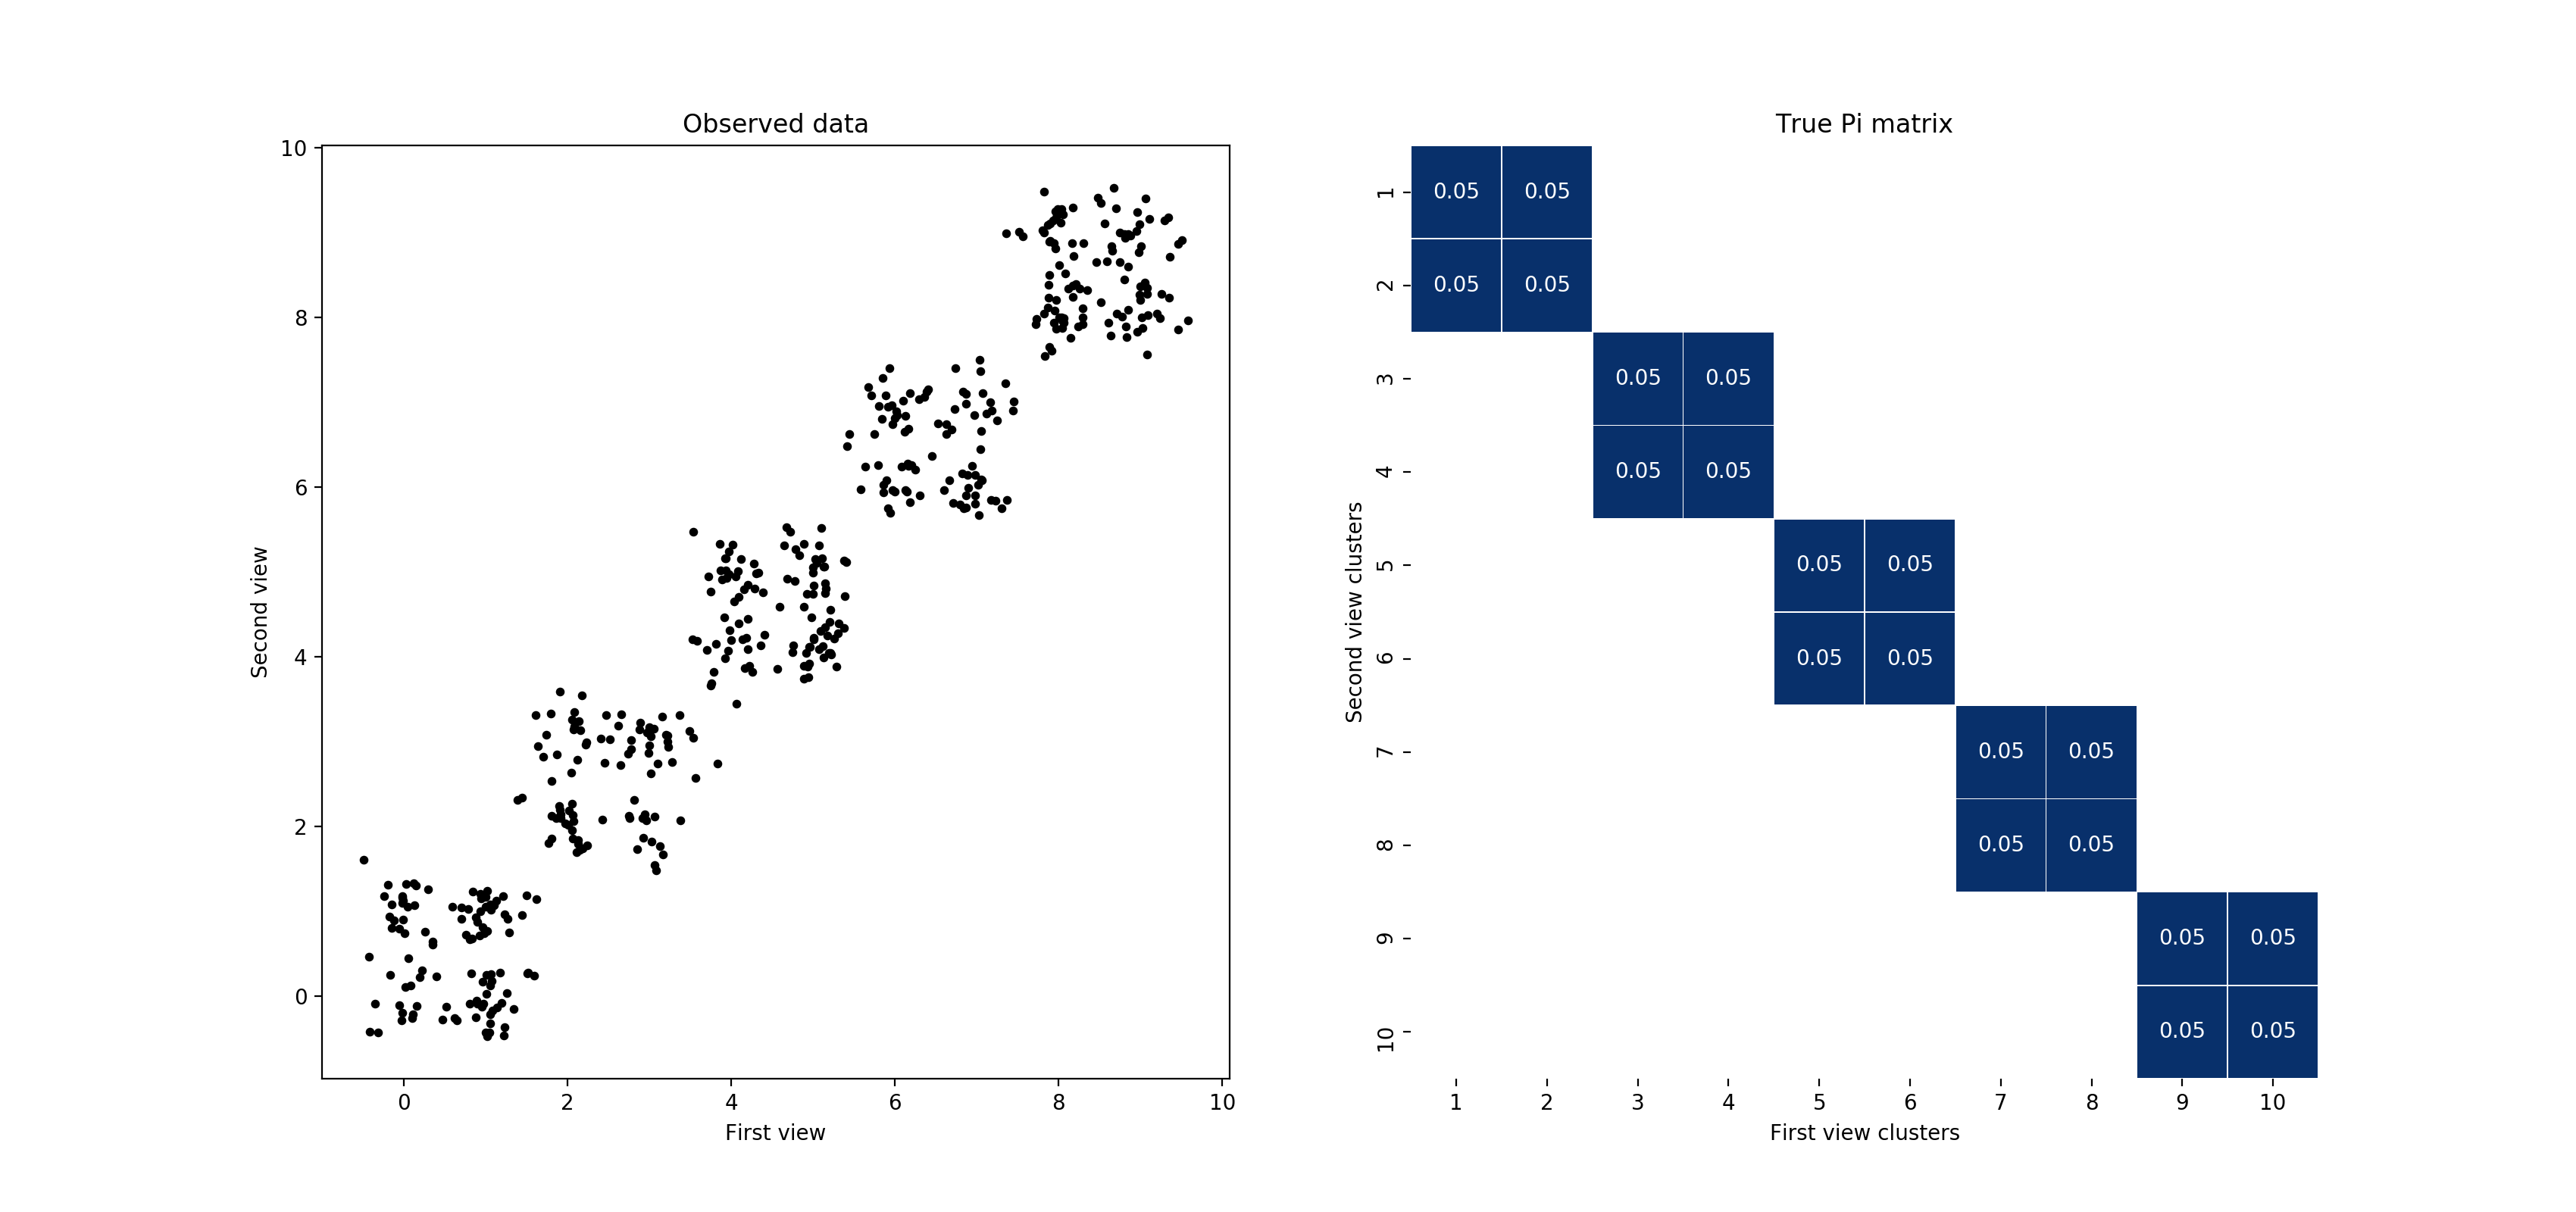 Observed data
10
8
6
4
2
0
Second view
0 2 4 6 8 10
First view
True Pi matrix
1 0.05 0.05
2 0.05 0.05
3 0.05 0.05
4 0.05 0.05
5 0.05 0.05
6 0.05 0.05
7 0.05 0.05
8 0.05 0.05
9 0.05 0.05
10 0.05 0.05
Second view clusters
1 2 3 4 5 6 7 8 9 10
First view clusters